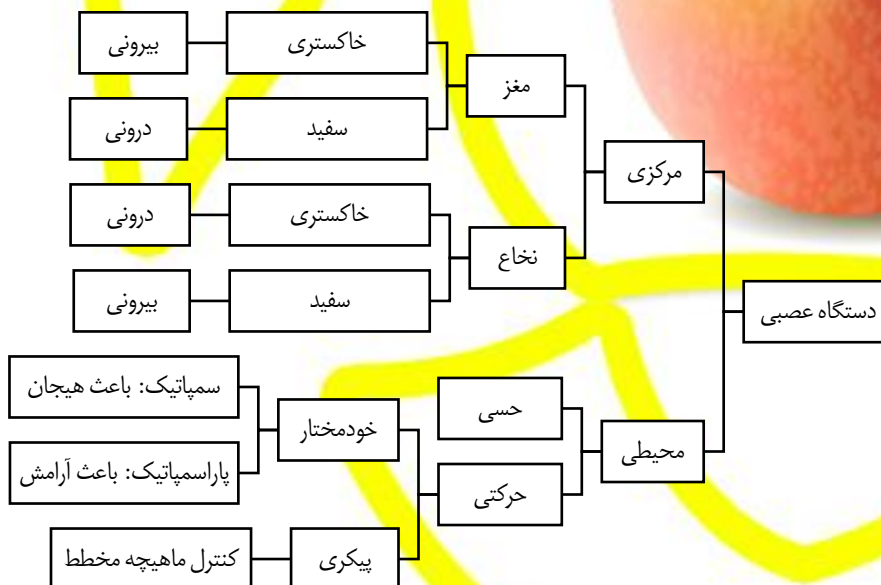 دستگاه عصبی
مرکزی
مغز
خاکستری
بیرونی
سفید
درونی
نخاع
خاکستری
درونی
سفید
بیرونی
محیطی
حسی
حرکتی
خودمختار
سمپاتیک: باعث هیجان
پاراسمپاتیک: باعث آرامش
پیکری
کنترل ماهیچه مخطط